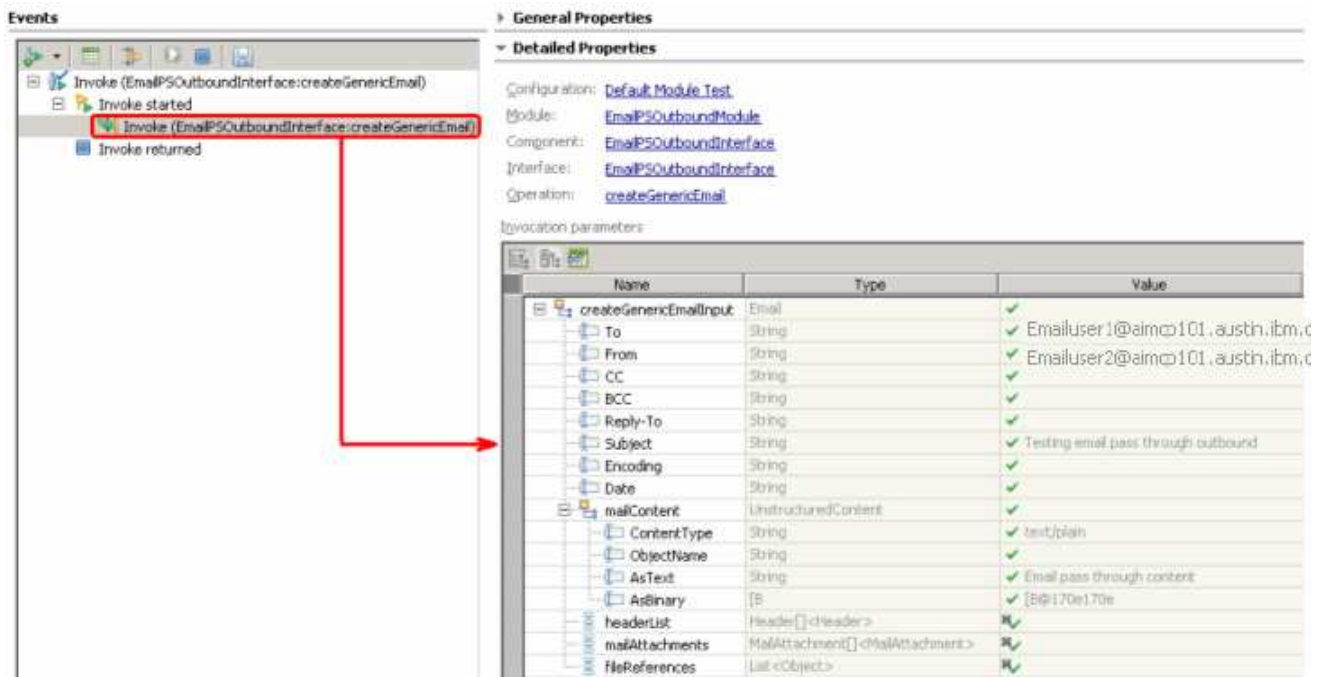 Events
Invoke (EmailPSOutboundInterface:createGenericEmail)
Invoke started
Invoke (EmailPSOutboundInterface:createGenericEmail)
Invoke returned
General Properties
Detailed Properties
Configuration: Default Module Test
Module: EmailPSOutboundModule
Component: EmailPSOutboundInterface
Interface: EmailPSOutboundInterface
Operation: createGenericEmail
Invocation parameters
Name Type Value
createGenericEmailInput Email
To String Emailuser1@aimcp101.austin.ibm.c
From String Emailuser2@aimcp101.austin.ibm.c
CC String
BCC String
Reply-To String
Subject String Testing email pass through outbound
Encoding String
Date String
mailContent UnstructuredContent
ContentType String text/plain
ObjectName String
AsText String Email pass through content
AsBinary [B [B@170e170e
headerList Header[]<Header>
mailAttachments MailAttachment[]<MailAttachment>
fileReferences List<Object>